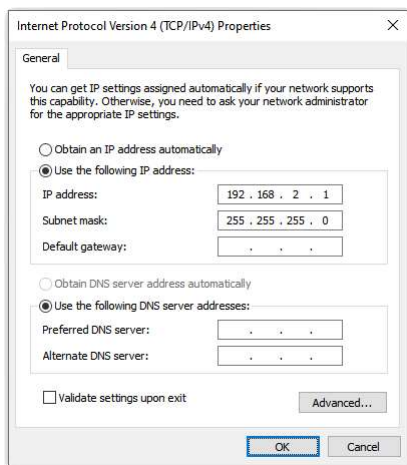 Internet Protocol Version 4 (TCP/IPv4) Properties
General
You can get IP settings assigned automatically if your network supports
this capability. Otherwise, you need to ask your network administrator
for the appropriate IP settings.
Obtain an IP address automatically
Use the following IP address:
IP address: 192 . 168 . 2 . 1
Subnet mask: 255 . 255 . 255 . 0
Default gateway: . . .
Obtain DNS server address automatically
Use the following DNS server addresses:
Preferred DNS server: . . .
Alternate DNS server: . . .
Validate settings upon exit
Advanced...
OK Cancel